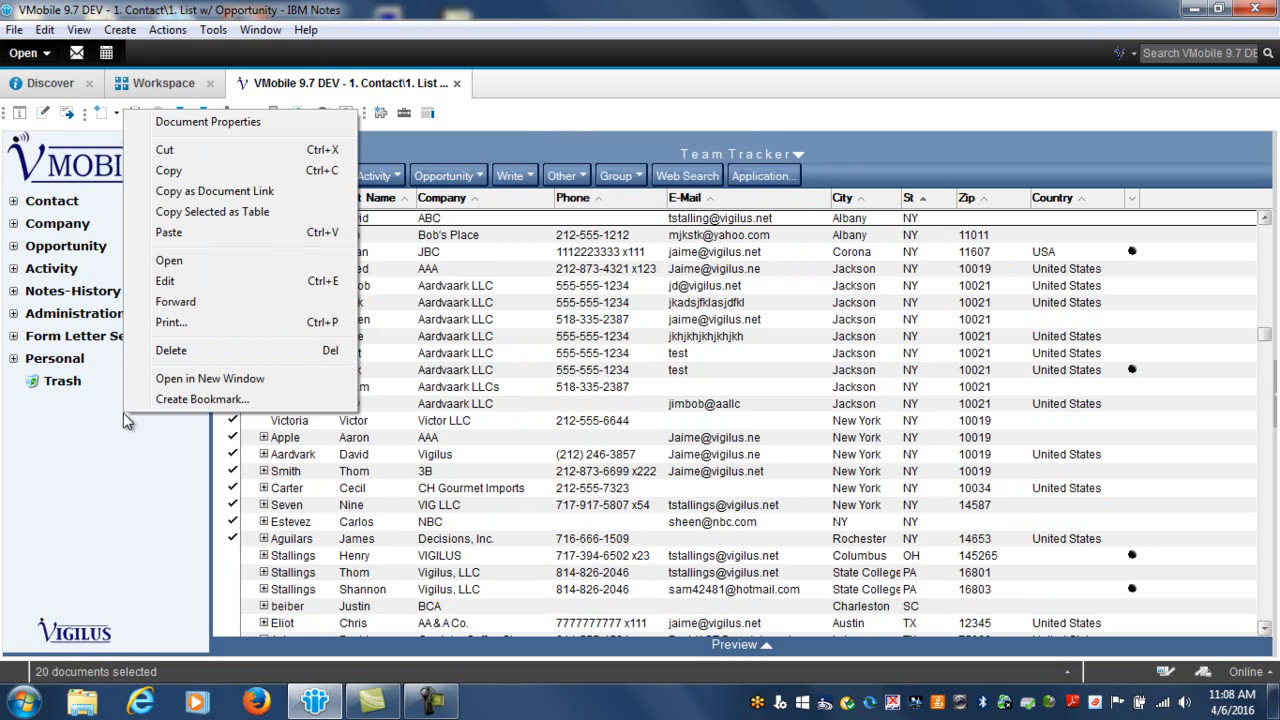 VMobile 9.7 DEV - 1. Contact\1. List w/ Opportunity - IBM Notes
File Edit View Create Actions Tools Window Help
Open Search VMobile 9.7 DE
Discover Workspace VMobile 9.7 DEV - 1. Contact\1. List ...
VMOBI
Contact
Company
Opportunity
Activity
Notes-History
Administration
Form Letter Se
Personal
Trash
VIGILUS
Document Properties
Cut Ctrl+X
Copy Ctrl+C
Copy as Document Link
Copy Selected as Table
Paste Ctrl+V
Open
Edit Ctrl+E
Forward
Print... Ctrl+P
Delete Del
Open in New Window
Create Bookmark...
Team Tracker
Activity Opportunity Write Other Group Web Search Application...
t Name Company Phone E-Mail City St Zip Country
ABC tstalling@vigilus.net Albany NY
Bob's Place 212-555-1212 mjkstk@yahoo.com Albany NY 11011
JBC 1112223333 x111 jaime@vigilus.net Corona NY 11607 USA
AAA 212-873-4321 x123 Jaime@vigilus.ne Jackson NY 10019 United States
Aardvaark LLC 555-555-1234 jd@vigilus.net Jackson NY 10021 United States
Aardvaark LLC 555-555-1234 jkadsjfklasjdfkl Jackson NY 10021 United States
Aardvaark LLC 518-335-2387 Jackson NY 10021 United States
Aardvaark LLC 555-555-1234 jkhjkhjkhjkhjkh Jackson NY 10021 United States
Aardvaark LLC 555-555-1234 test Jackson NY 10021 United States
Aardvaark LLC 555-555-1234 test Jackson NY 10021 United States
Aardvaark LLCs 518-335-2387 Jackson NY 10021 United States
Aardvaark LLC jimbob@aallc Jackson NY 10021 United States
Victoria Victor Victor LLC 212-555-6644 New York NY 10019
Apple Aaron AAA Jaime@vigilus.ne New York NY 10019
Aardvark David Vigilus (212) 246-3857 Jaime@vigilus.ne New York NY 10019 United States
Smith Thom 3B 212-873-6699 x222 Jaime@vigilus.net New York NY 10019
Carter Cecil CH Gourmet Imports 212-555-7323 New York NY 10034 United States
Seven Nine VIG LLC 717-917-5807 x54 tstallings@vigilus.net New York NY 14587
Estevez Carlos NBC sheen@nbc.com NY NY
Aguilars James Decisions, Inc. 716-666-1509 Rochester NY 14653 United States
Stallings Henry VIGILUS 717-394-6502 x23 tstallings@vigilus.net Columbus OH 145265
Stallings Thom Vigilus, LLC 814-826-2046 tstallings@vigilus.net State College PA 16801
Stallings Shannon Vigilus, LLC 814-826-2046 sam42481@hotmail.com State College PA 16803
beiber Justin BCA Charleston SC
Eliot Chris AA & A Co. 7777777777 x111 jaime@vigilus.net Austin TX 12345 United States
Preview
20 documents selected Online
11:08 AM
4/6/2016